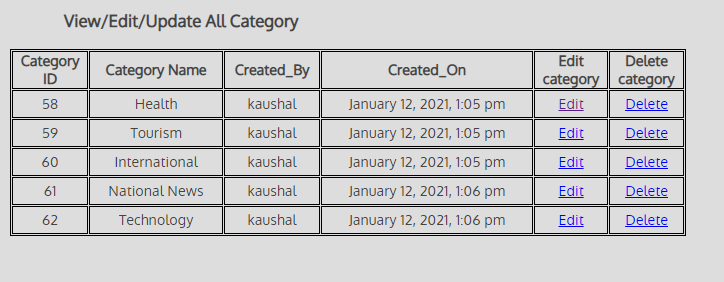 View/Edit/Update All Category
Category ID Category Name Created_By Created_On Edit category Delete category
58 Health kaushal January 12, 2021, 1:05 pm Edit Delete
59 Tourism kaushal January 12, 2021, 1:05 pm Edit Delete
60 International kaushal January 12, 2021, 1:05 pm Edit Delete
61 National News kaushal January 12, 2021, 1:06 pm Edit Delete
62 Technology kaushal January 12, 2021, 1:06 pm Edit Delete